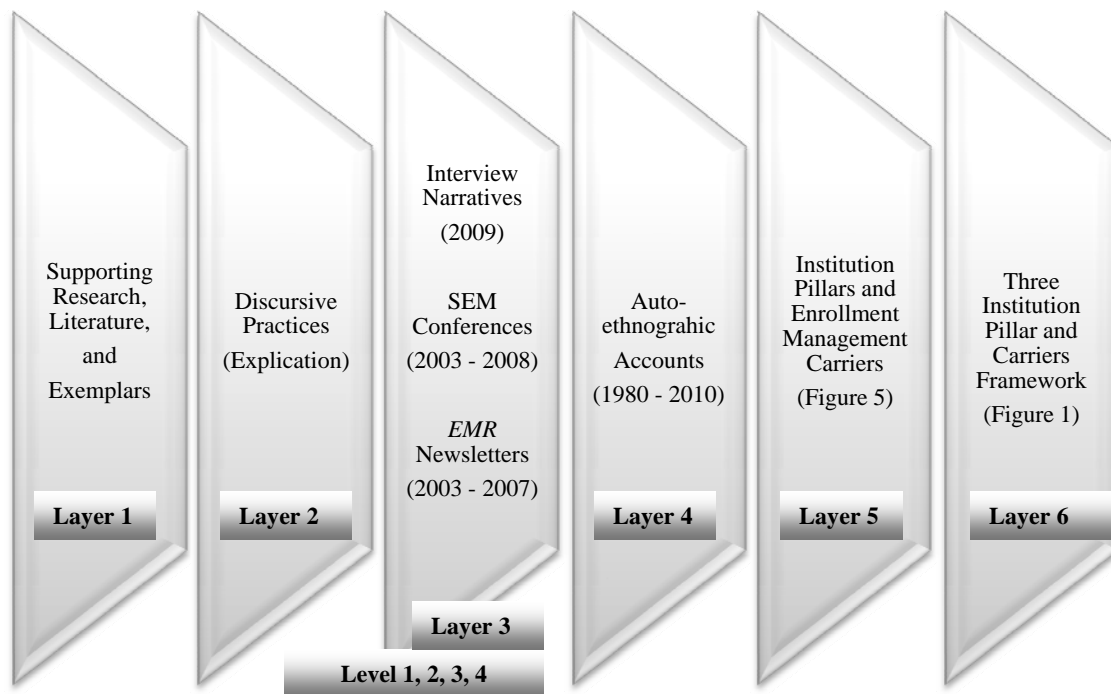 Supporting
Research,
Literature,
and
Exemplars
Layer 1
Discursive
Practices
(Explication)
Layer 2
Interview
Narratives
(2009)
SEM
Conferences
(2003 - 2008)
EMR
Newsletters
(2003 - 2007)
Layer 3
Level 1, 2, 3, 4
Auto-
ethnograhic
Accounts
(1980 - 2010)
Layer 4
Institution
Pillars and
Enrollment
Management
Carriers
(Figure 5)
Layer 5
Three
Institution
Pillar and
Carriers
Framework
(Figure 1)
Layer 6